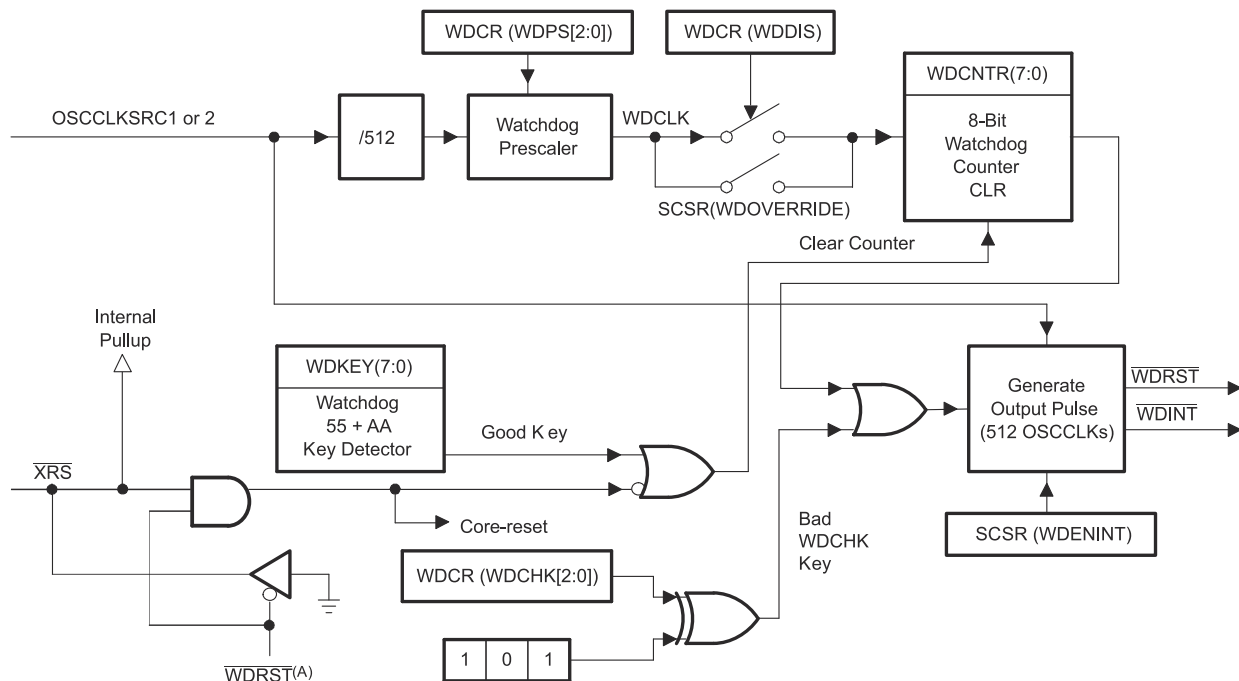 WDCR (WDPS[2:0])
WDCR (WDDIS)
WDCNTR(7:0)
OSCCLKSRC1 or 2
/512
Watchdog
Prescaler
WDCLK
8-Bit
Watchdog
Counter
CLR
SCSR(WDOVERRIDE)
Clear Counter
Internal
Pullup
WDKEY(7:0)
Watchdog
55 + AA
Key Detector
Good Key
Generate
Output Pulse
(512 OSCCLKs)
WDRST
WDINT
XRS
Core-reset
Bad
WDCHK
Key
SCSR (WDENINT)
WDCR (WDCHK[2:0])
1 0 1
WDRST(A)